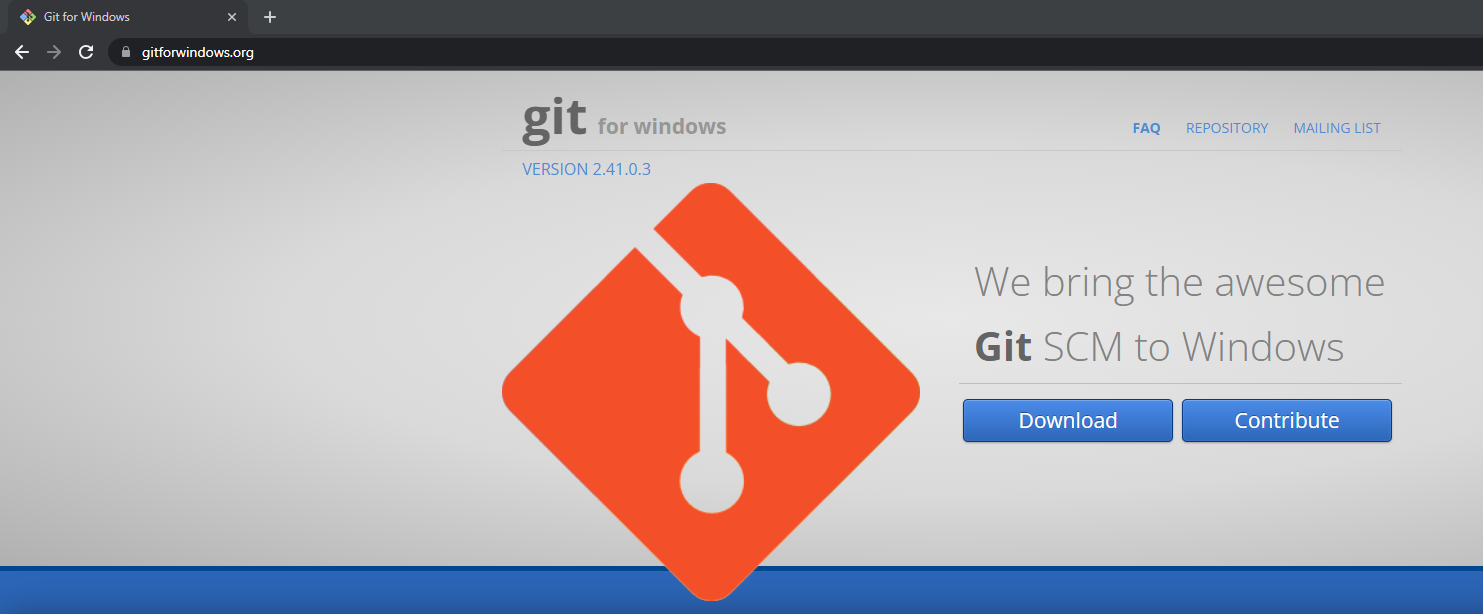 Git for Windows
gitforwindows.org
git for windows
FAQ REPOSITORY MAILING LIST
VERSION 2.41.0.3
We bring the awesome
Git SCM to Windows
Download Contribute